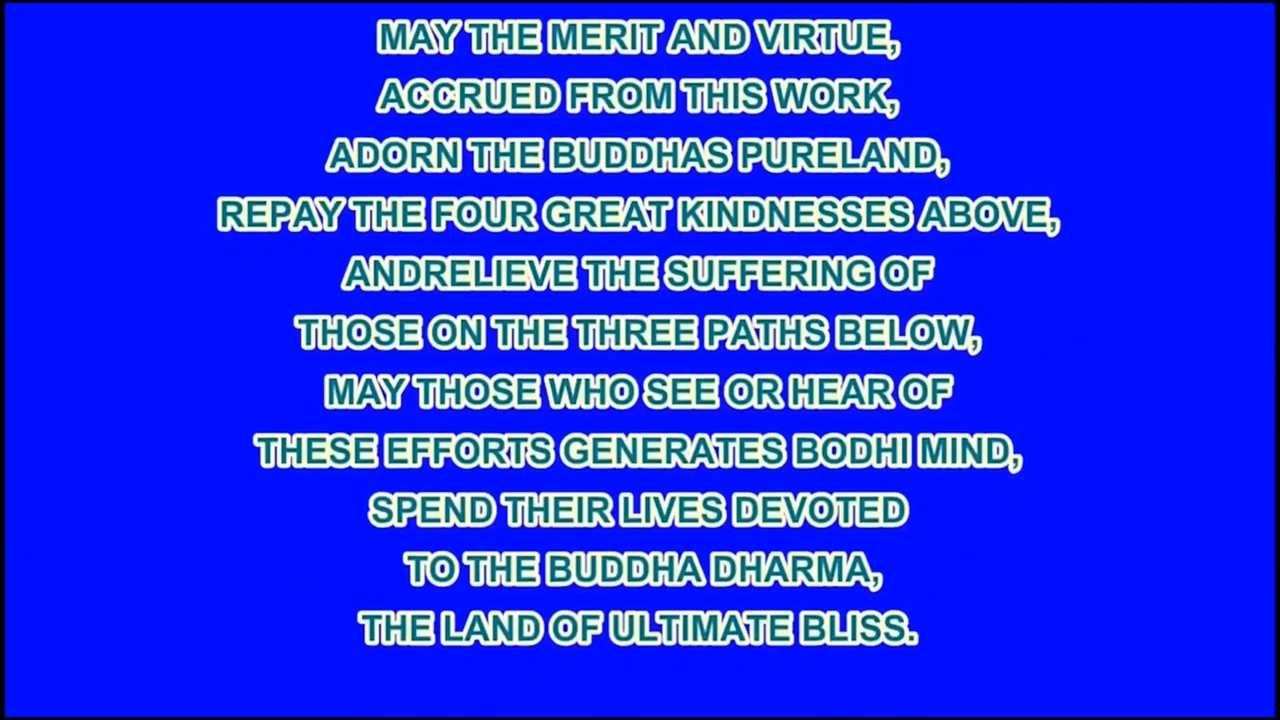 MAY THE MERIT AND VIRTUE,
ACCRUED FROM THIS WORK,
ADORN THE BUDDHAS PURELAND,
REPAY THE FOUR GREAT KINDNESSES ABOVE,
ANDRELIEVE THE SUFFERING OF
THOSE ON THE THREE PATHS BELOW,
MAY THOSE WHO SEE OR HEAR OF
THESE EFFORTS GENERATES BODHI MIND,
SPEND THEIR LIVES DEVOTED
TO THE BUDDHA DHARMA,
THE LAND OF ULTIMATE BLISS.